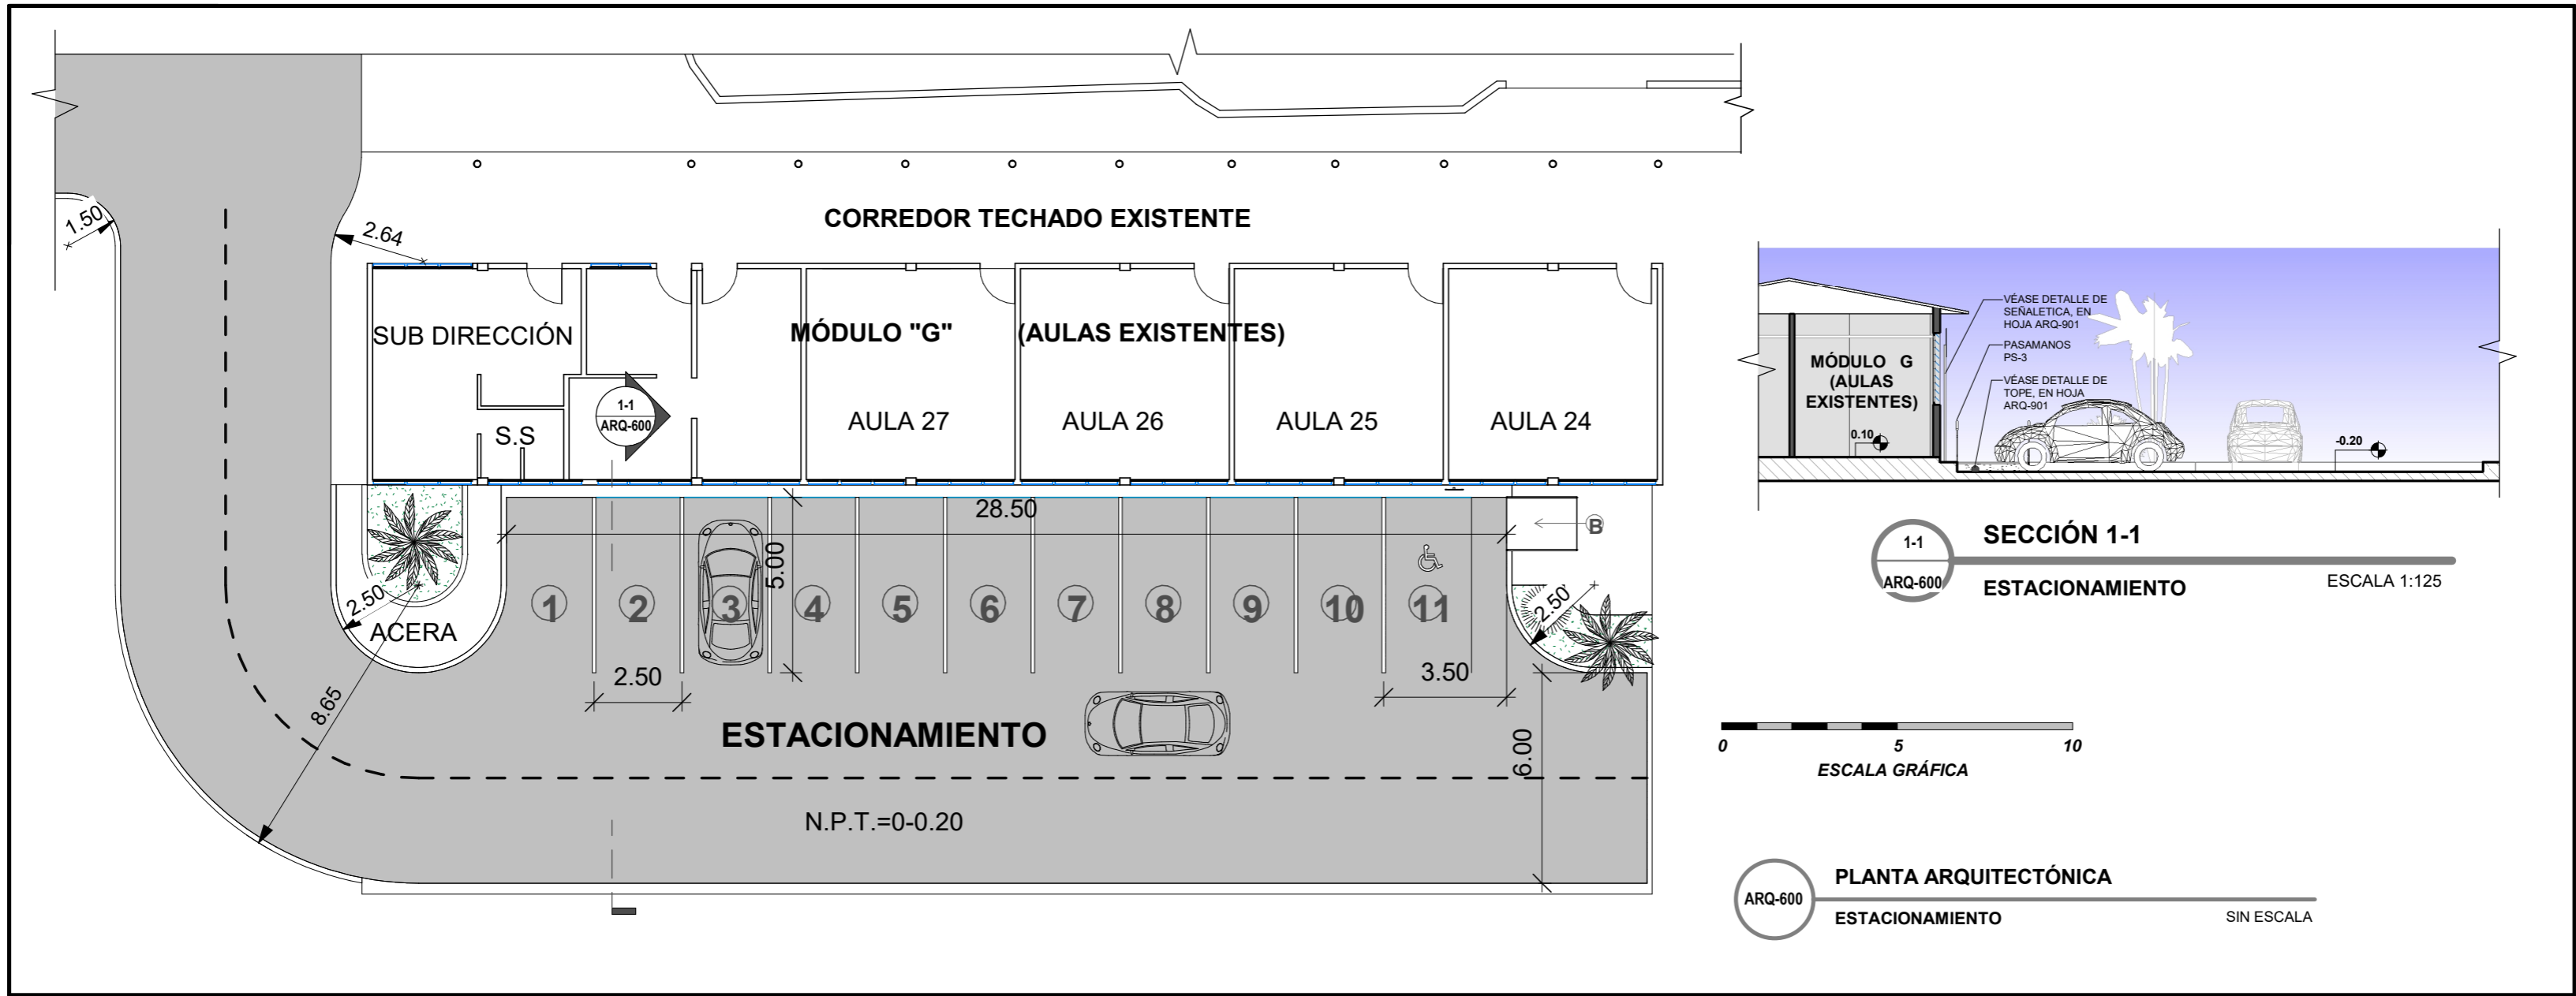 1.50
2.64
CORREDOR TECHADO EXISTENTE
SUB DIRECCIÓN
MÓDULO "G" (AULAS EXISTENTES)
1-1
ARQ-600
S.S
AULA 27
AULA 26
AULA 25
AULA 24
28.50
5.00
B
2.50
ACERA
1
2
3
4
5
6
7
8
9
10
11
2.50
2.50
3.50
8.65
ESTACIONAMIENTO
6.00
N.P.T.=0-0.20
VÉASE DETALLE DE
SEÑALETICA, EN
HOJA ARQ-901
PASAMANOS
PS-3
VÉASE DETALLE DE
TOPE, EN HOJA
ARQ-901
MÓDULO G
(AULAS
EXISTENTES)
0.10
-0.20
1-1
ARQ-600
SECCIÓN 1-1
ESTACIONAMIENTO
ESCALA 1:125
0 5 10
ESCALA GRÁFICA
ARQ-600
PLANTA ARQUITECTÓNICA
ESTACIONAMIENTO
SIN ESCALA